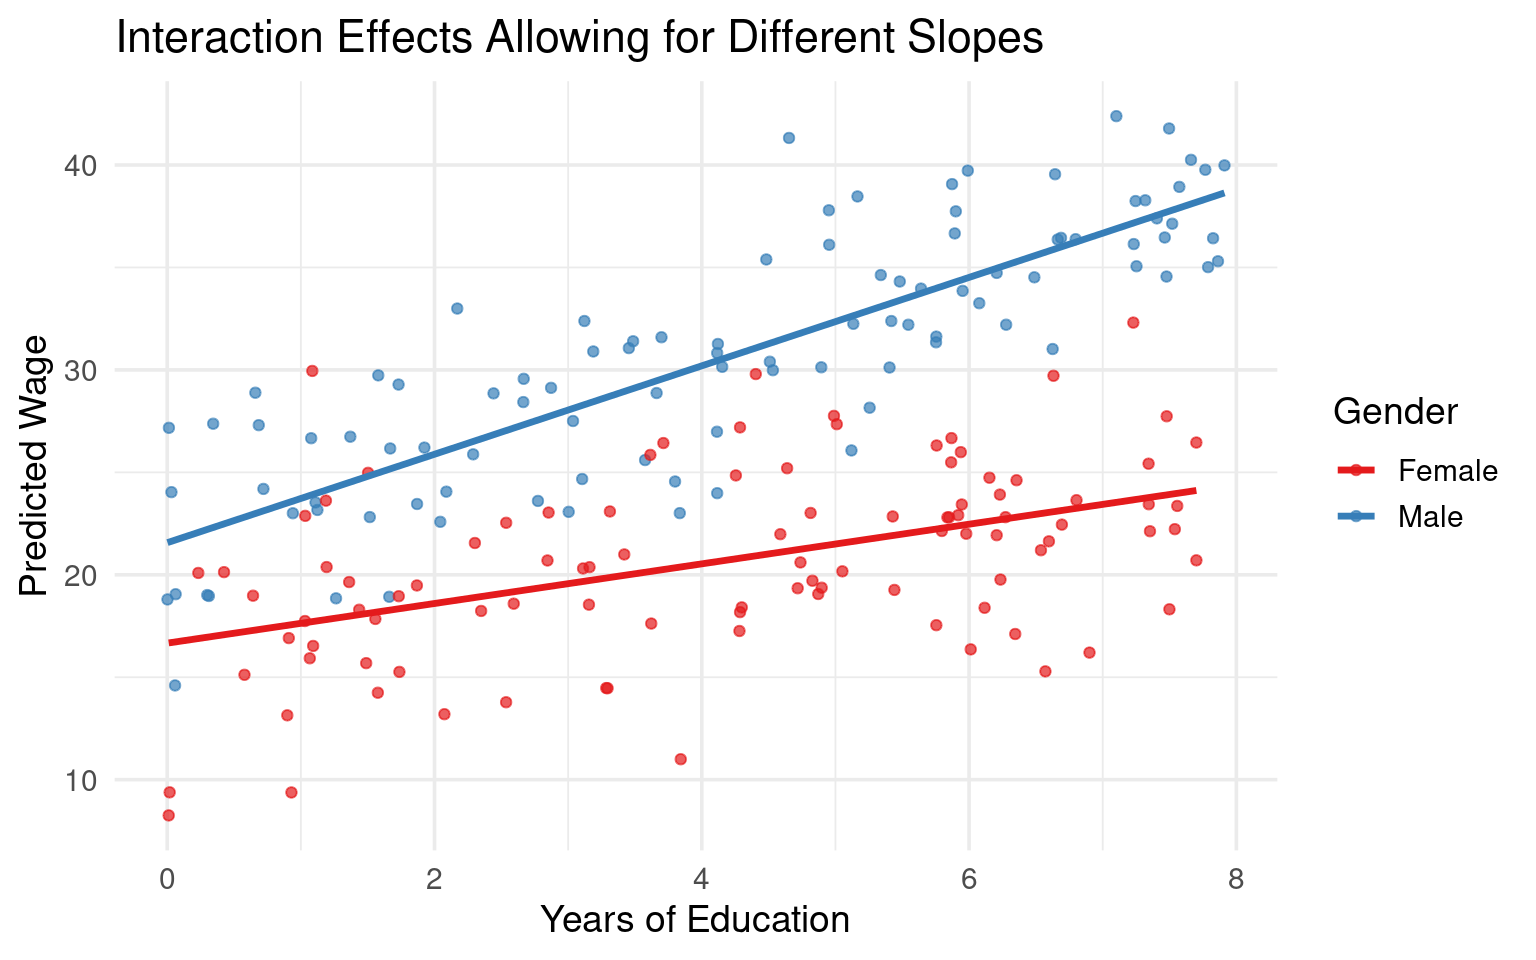 Interaction Effects Allowing for Different Slopes
Predicted Wage
40
30
20
10
0 2 4 6 8
Years of Education
Gender
Female
Male